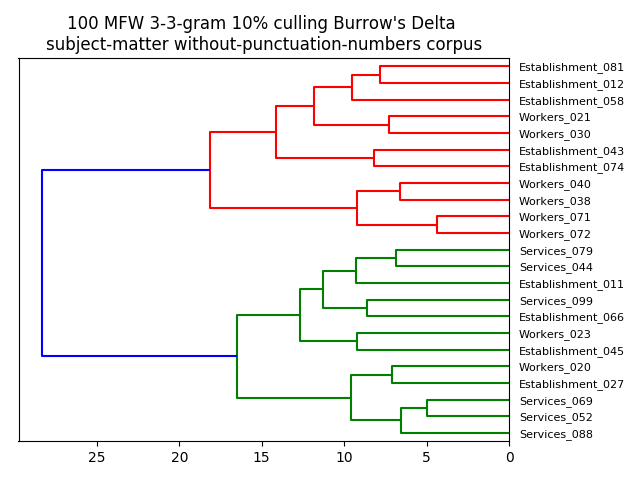 100 MFW 3-3-gram 10% culling Burrow's Delta
subject-matter without-punctuation-numbers corpus
Establishment_081
Establishment_012
Establishment_058
Workers_021
Workers_030
Establishment_043
Establishment_074
Workers_040
Workers_038
Workers_071
Workers_072
Services_079
Services_044
Establishment_011
Services_099
Establishment_066
Workers_023
Establishment_045
Workers_020
Establishment_027
Services_069
Services_052
Services_088
25 20 15 10 5 0